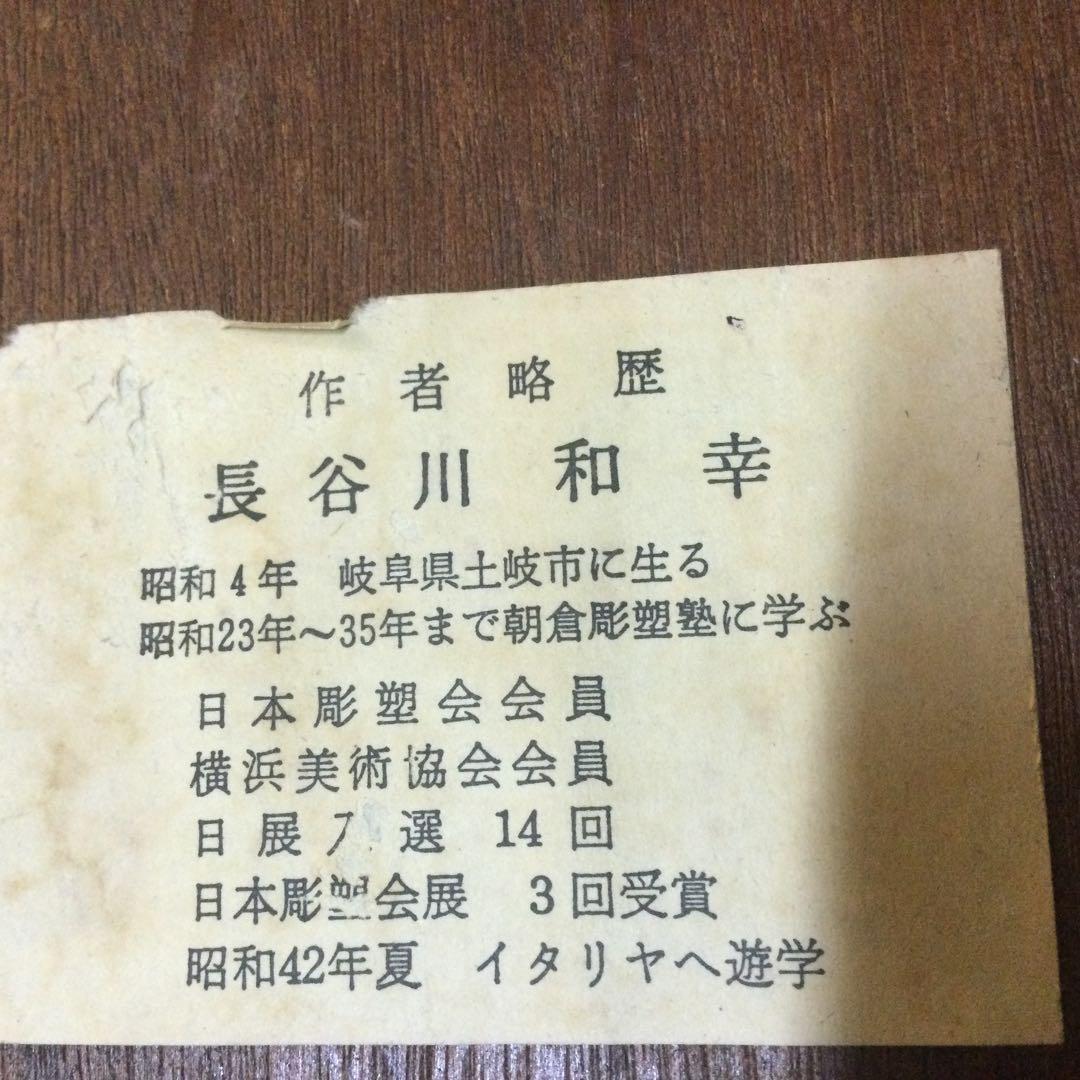 作者略歴
長谷川 和幸
昭和4年 岐阜県土岐市に生る
昭和23年～35年まで朝倉彫塑塾に学ぶ
日本彫塑会会員
横浜美術協会会員
日展入選 14回
日本彫塑会展 3回受賞
昭和42年夏 イタリヤへ遊学